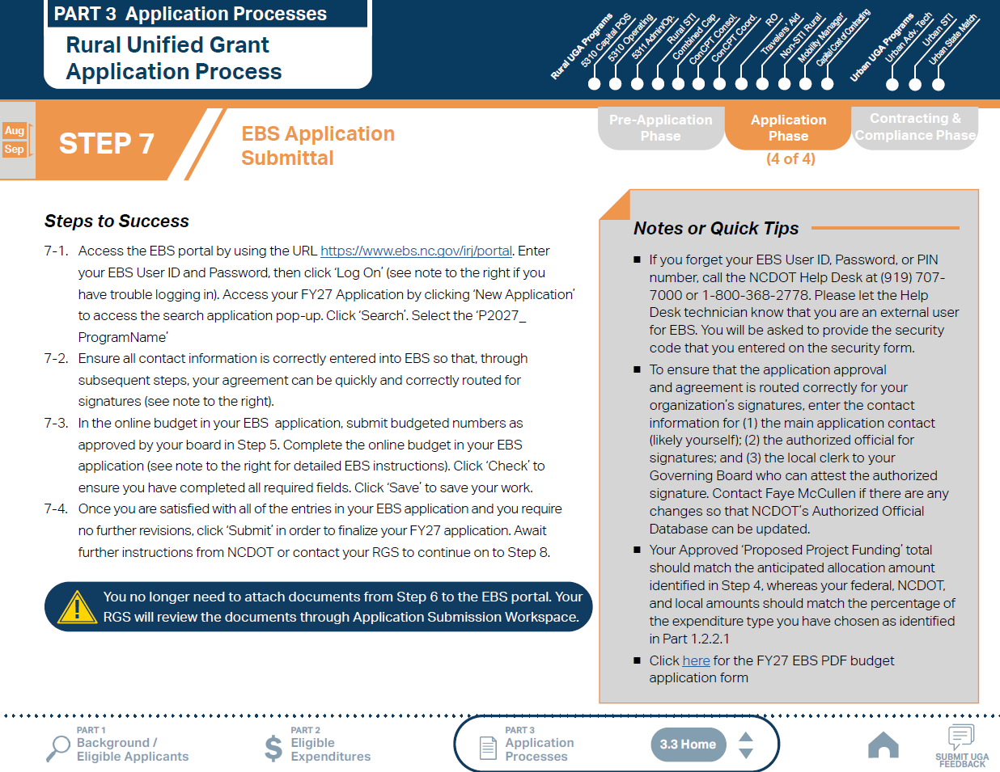 PART 3  Application Processes
Rural Unified Grant
Application Process
Rural UGA Programs
5310 Capital POS
5310 Operating
5311 Admin/Op.
Rural STI
Combined Cap
ConCPT Consol.
ConCPT Coord.
RO
Travelers' Aid
Non-STI Rural
Mobility Manager
Capital Cost of Contracting
Urban UGA Programs
Urban Adv. Tech
Urban STI
Urban State Match
Aug
Sep
STEP 7
EBS Application
Submittal
Pre-Application
Phase
Application
Phase
(4 of 4)
Contracting &
Compliance Phase
Steps to Success
7-1. Access the EBS portal by using the URL https://www.ebs.nc.gov/irj/portal. Enter
your EBS User ID and Password, then click ‘Log On’ (see note to the right if you
have trouble logging in). Access your FY27 Application by clicking ‘New Application’
to access the search application pop-up. Click ‘Search’. Select the ‘P2027_
ProgramName’
7-2. Ensure all contact information is correctly entered into EBS so that, through
subsequent steps, your agreement can be quickly and correctly routed for
signatures (see note to the right).
7-3. In the online budget in your EBS  application, submit budgeted numbers as
approved by your board in Step 5. Complete the online budget in your EBS
application (see note to the right for detailed EBS instructions). Click ‘Check’ to
ensure you have completed all required fields. Click ‘Save’ to save your work.
7-4. Once you are satisfied with all of the entries in your EBS application and you require
no further revisions, click ‘Submit’ in order to finalize your FY27 application. Await
further instructions from NCDOT or contact your RGS to continue on to Step 8.
You no longer need to attach documents from Step 6 to the EBS portal. Your
RGS will review the documents through Application Submission Workspace.
Notes or Quick Tips
■ If you forget your EBS User ID, Password, or PIN
number, call the NCDOT Help Desk at (919) 707-
7000 or 1-800-368-2778. Please let the Help
Desk technician know that you are an external user
for EBS. You will be asked to provide the security
code that you entered on the security form.
■ To ensure that the application approval
and agreement is routed correctly for your
organization's signatures, enter the contact
information for (1) the main application contact
(likely yourself); (2) the authorized official for
signatures; and (3) the local clerk to your
Governing Board who can attest the authorized
signature. Contact Faye McCullen if there are any
changes so that NCDOT's Authorized Official
Database can be updated.
■ Your Approved ‘Proposed Project Funding’ total
should match the anticipated allocation amount
identified in Step 4, whereas your federal, NCDOT,
and local amounts should match the percentage of
the expenditure type you have chosen as identified
in Part 1.2.2.1
■ Click here for the FY27 EBS PDF budget
application form
PART 1
Background /
Eligible Applicants
PART 2
Eligible
Expenditures
PART 3
Application
Processes
3.3 Home
SUBMIT UGA
FEEDBACK